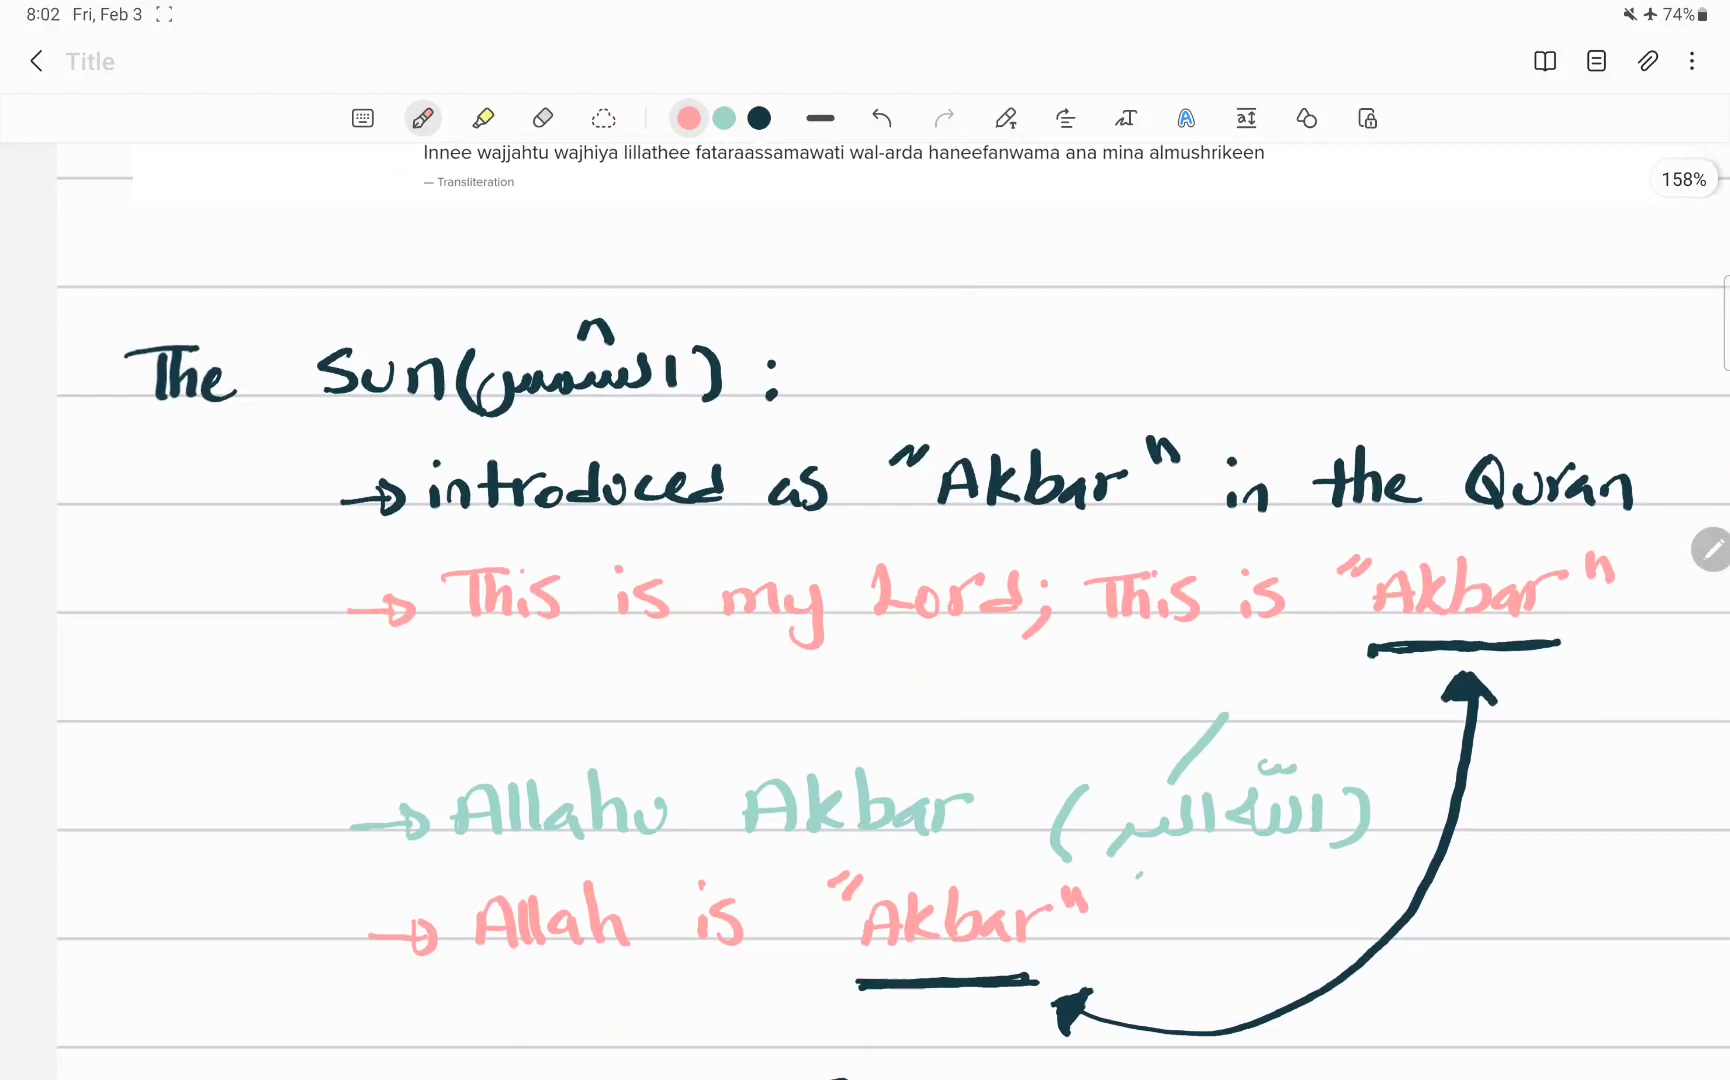 8:02 Fri, Feb 3 74%
Title
Innee wajjahtu wajhiya lillathee fataraassamawati wal-arda haneefanwama ana mina almushrikeen
— Transliteration
158%
The Sun(الشمس) :
→ introduced as "Akbar" in the Quran
→ This is my Lord; This is "Akbar"
→ Allahu Akbar (الله اكبر)
→ Allah is "Akbar"